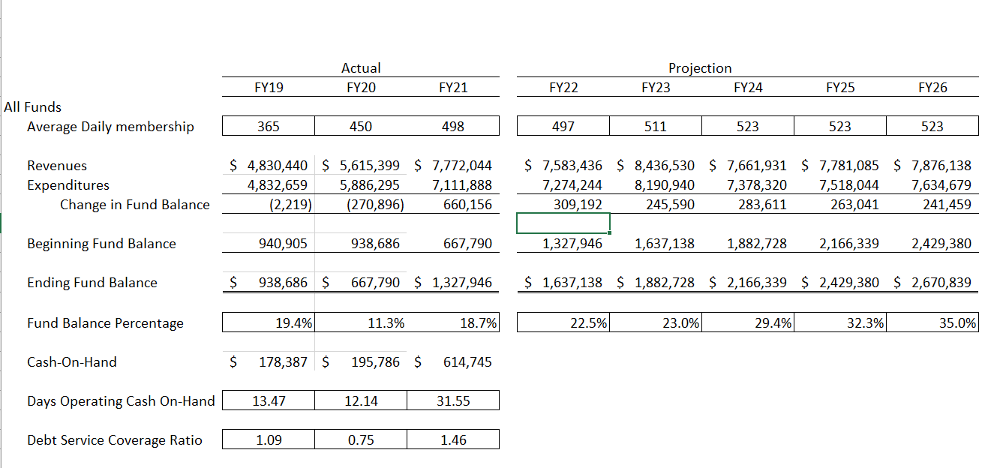 Actual Projection
FY19 FY20 FY21 FY22 FY23 FY24 FY25 FY26
All Funds
Average Daily membership 365 450 498 497 511 523 523 523
Revenues $ 4,830,440 $ 5,615,399 $ 7,772,044 $ 7,583,436 $ 8,436,530 $ 7,661,931 $ 7,781,085 $ 7,876,138
Expenditures 4,832,659 5,886,295 7,111,888 7,274,244 8,190,940 7,378,320 7,518,044 7,634,679
Change in Fund Balance (2,219) (270,896) 660,156 309,192 245,590 283,611 263,041 241,459
Beginning Fund Balance 940,905 938,686 667,790 1,327,946 1,637,138 1,882,728 2,166,339 2,429,380
Ending Fund Balance $ 938,686 $ 667,790 $ 1,327,946 $ 1,637,138 $ 1,882,728 $ 2,166,339 $ 2,429,380 $ 2,670,839
Fund Balance Percentage 19.4% 11.3% 18.7% 22.5% 23.0% 29.4% 32.3% 35.0%
Cash-On-Hand $ 178,387 $ 195,786 $ 614,745
Days Operating Cash On-Hand 13.47 12.14 31.55
Debt Service Coverage Ratio 1.09 0.75 1.46